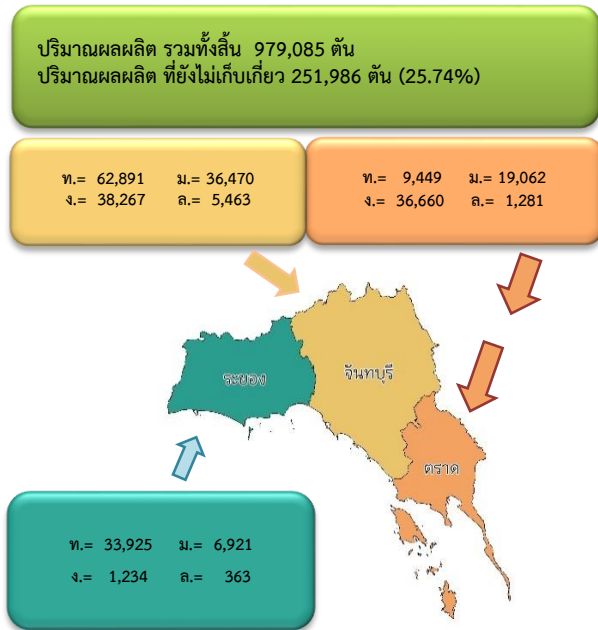 ปริมาณผลผลิต รวมทั้งสิ้น 979,085 ตัน
ปริมาณผลผลิต ที่ยังไม่เก็บเกี่ยว 251,986 ตัน (25.74%)
ท.= 62,891 ม.= 36,470
ง.= 38,267 ล.= 5,463
ท.= 9,449 ม.= 19,062
ง.= 36,660 ล.= 1,281
ระยอง
จันทบุรี
ตราด
ท.= 33,925 ม.= 6,921
ง.= 1,234 ล.= 363